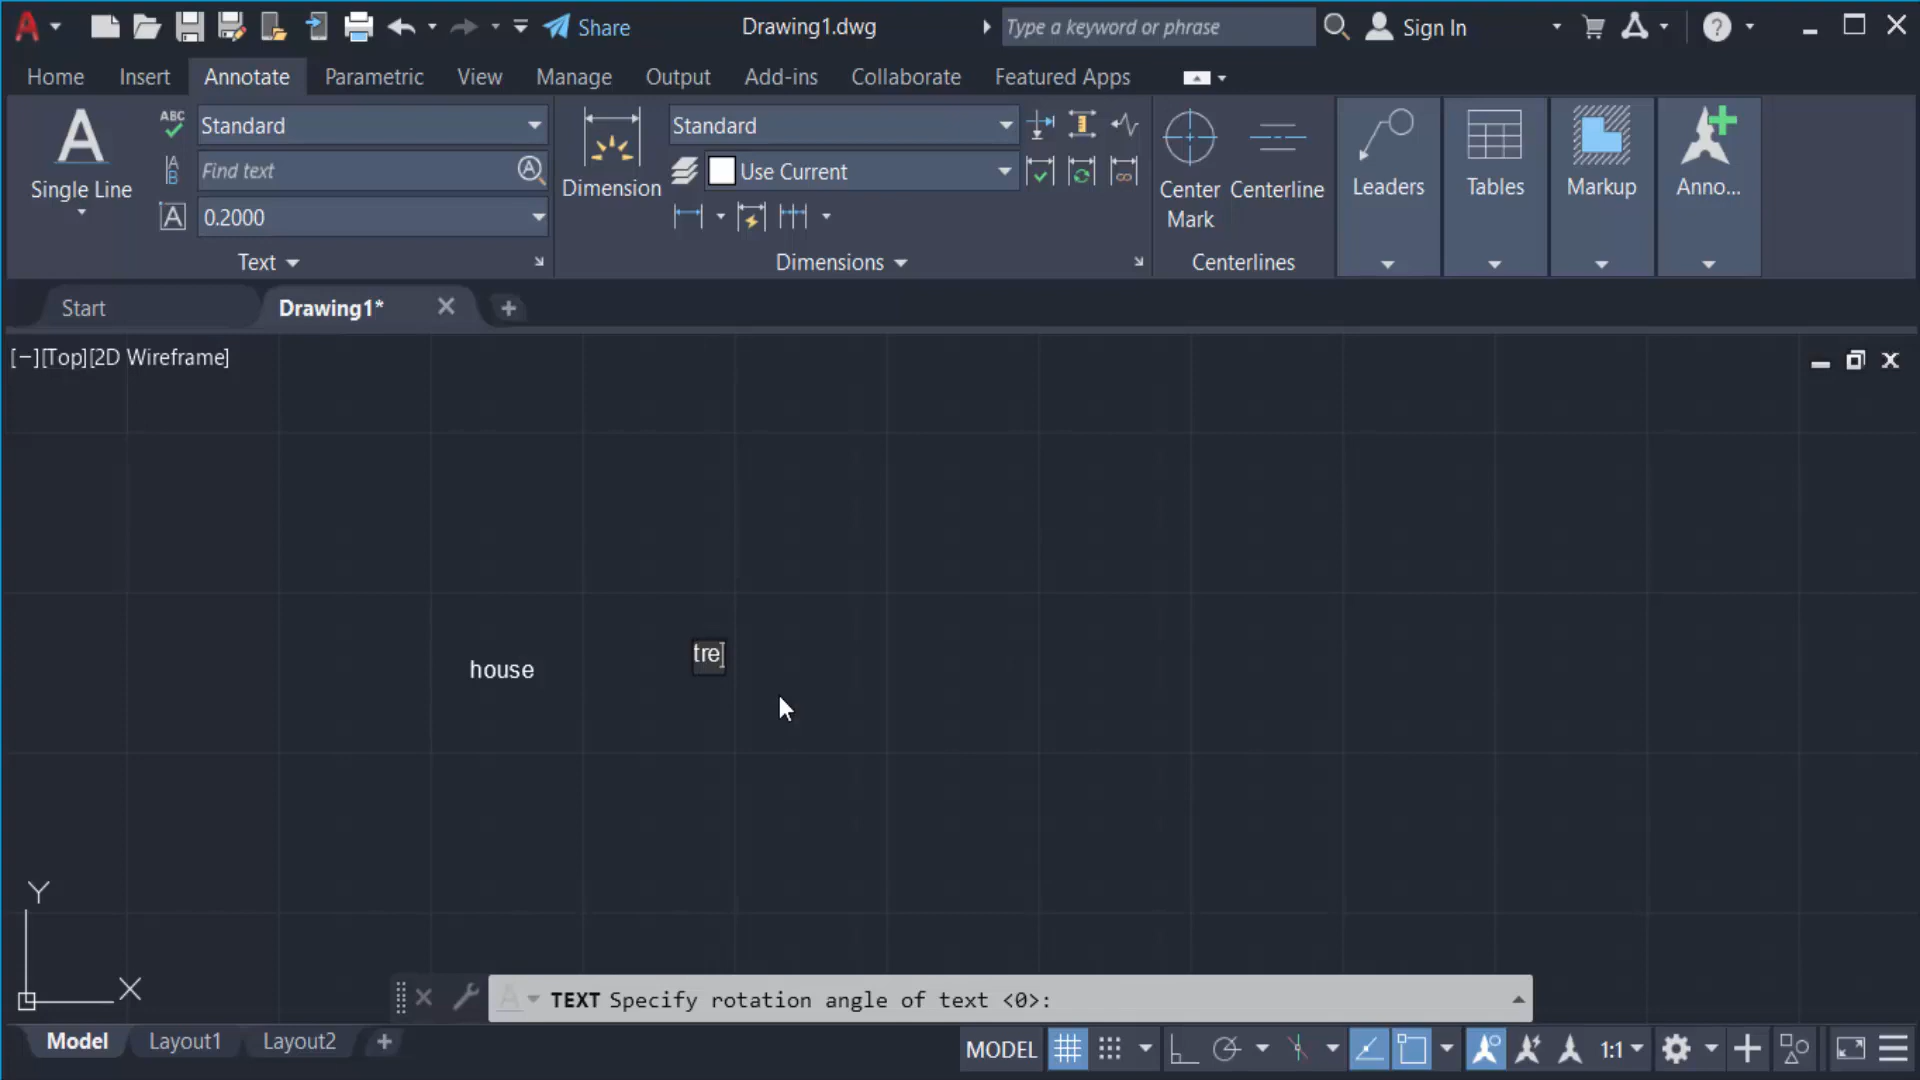 Share
Drawing1.dwg
Type a keyword or phrase
Sign In
Home
Insert
Annotate
Parametric
View
Manage
Output
Add-ins
Collaborate
Featured Apps
A
Single Line
ABC
Standard
A
B
Find text
A
0.2000
Text
Dimension
Standard
Use Current
Dimensions
Center
Mark
Centerline
Centerlines
Leaders
Tables
Markup
Anno...
Start
Drawing1*
[−][Top][2D Wireframe]
house
tre
Y
X
TEXT Specify rotation angle of text <0>:
Model
Layout1
Layout2
MODEL
1:1